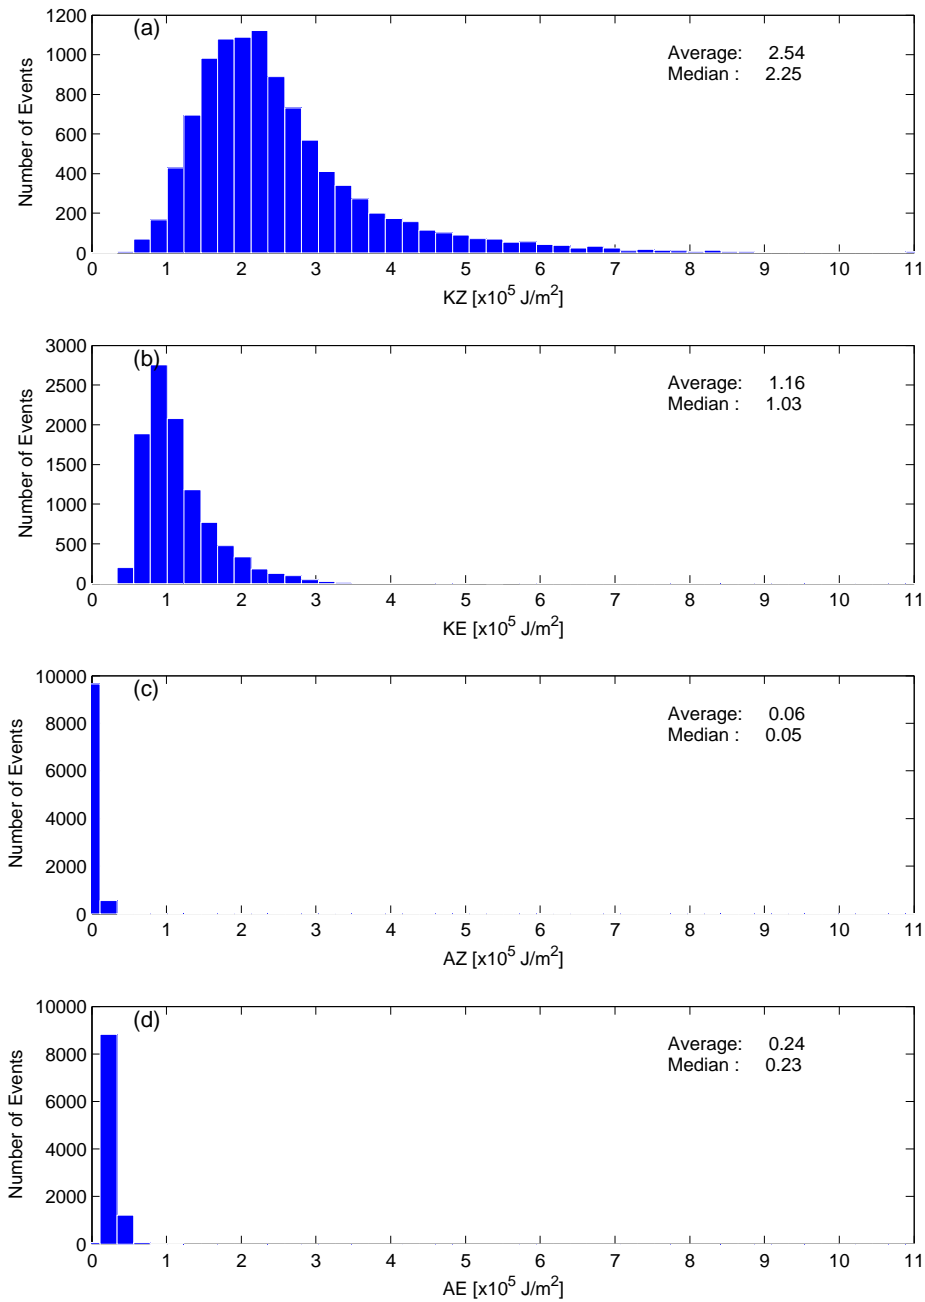 (a)
1200
1000
800
600
400
200
0
Number of Events
Average: 2.54
Median : 2.25
0 1 2 3 4 5 6 7 8 9 10 11
KZ [x10^5 J/m^2]
(b)
3000
2500
2000
1500
1000
500
0
Number of Events
Average: 1.16
Median : 1.03
0 1 2 3 4 5 6 7 8 9 10 11
KE [x10^5 J/m^2]
(c)
10000
8000
6000
4000
2000
0
Number of Events
Average: 0.06
Median : 0.05
0 1 2 3 4 5 6 7 8 9 10 11
AZ [x10^5 J/m^2]
(d)
10000
8000
6000
4000
2000
0
Number of Events
Average: 0.24
Median : 0.23
0 1 2 3 4 5 6 7 8 9 10 11
AE [x10^5 J/m^2]